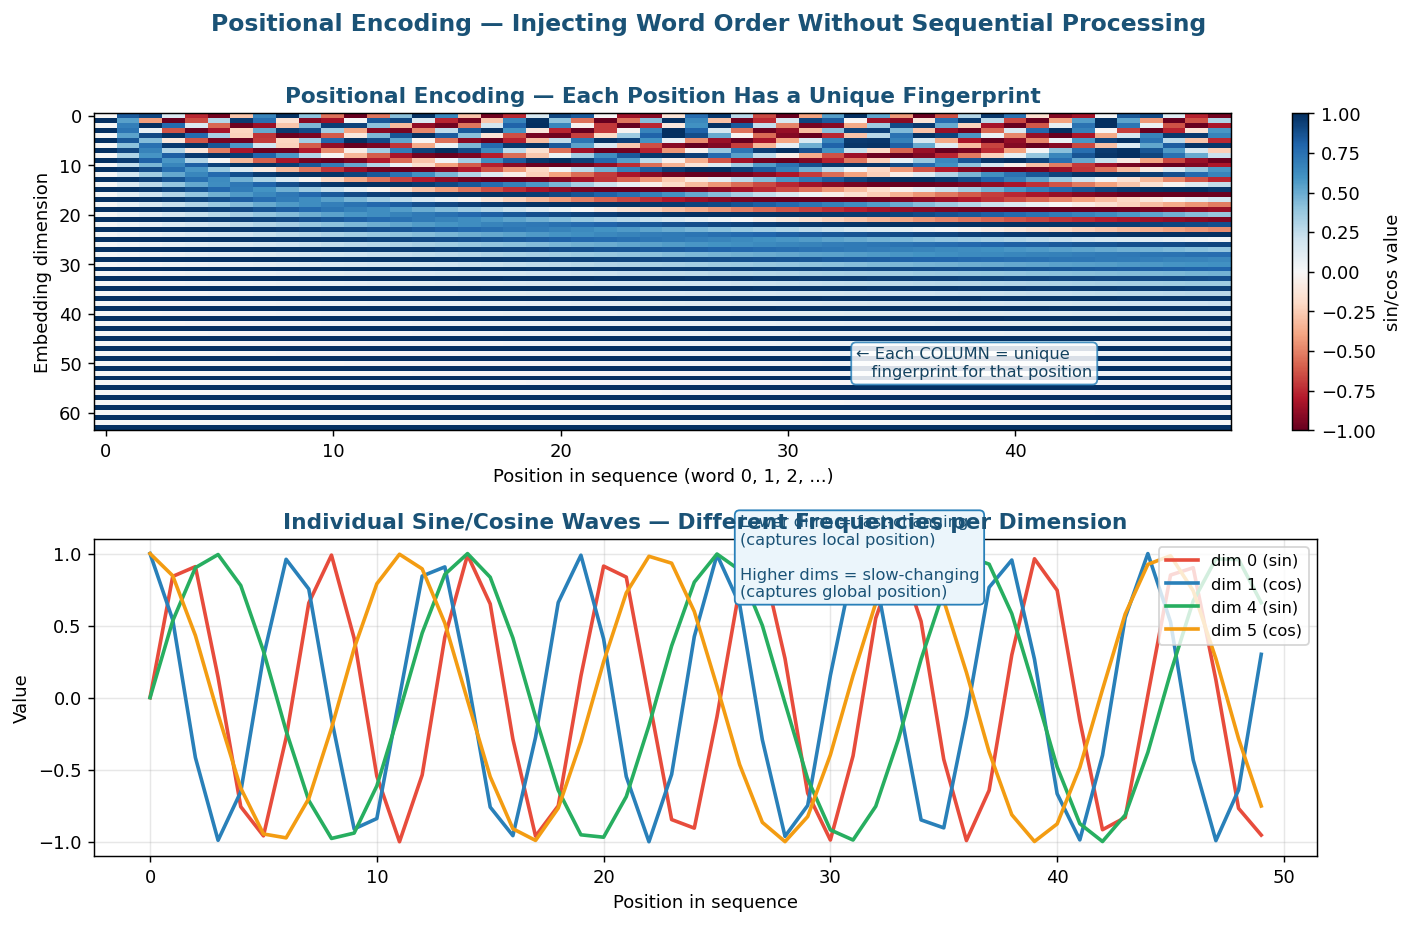 Positional Encoding — Injecting Word Order Without Sequential Processing
Positional Encoding — Each Position Has a Unique Fingerprint
Embedding dimension
0
10
20
30
40
50
60
← Each COLUMN = unique
fingerprint for that position
0
10
20
30
40
Position in sequence (word 0, 1, 2, ...)
1.00
0.75
0.50
0.25
0.00
−0.25
−0.50
−0.75
−1.00
sin/cos value
Individual Sine/Cosine Waves — Different Frequencies per Dimension
Lower dims = fast-changing
(captures local position)
Higher dims = slow-changing
(captures global position)
dim 0 (sin)
dim 1 (cos)
dim 4 (sin)
dim 5 (cos)
Value
1.0
0.5
0.0
−0.5
−1.0
0
10
20
30
40
50
Position in sequence